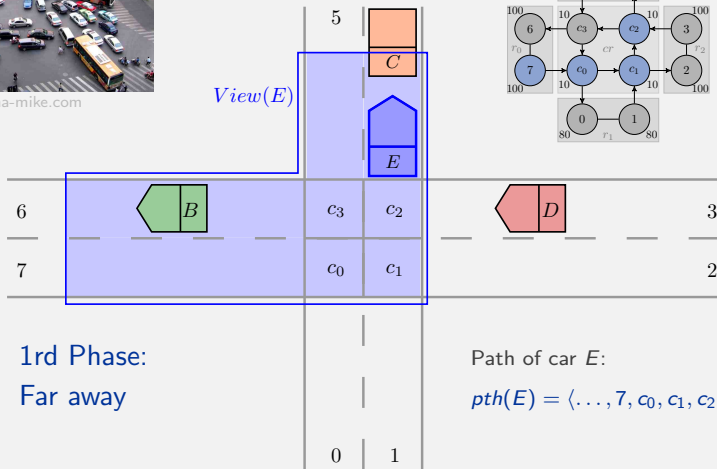 na-mike.com
5
C
View(E)
E
6
B
c3
c2
D
3
7
c0
c1
2
1rd Phase:
Far away
Path of car E:
pth(E) = ⟨. . . , 7, c0, c1, c2
0
1
100
10
10
100
6
c3
c2
3
r0
cr
r2
7
c0
c1
2
100
10
10
100
0
1
80
r1
80